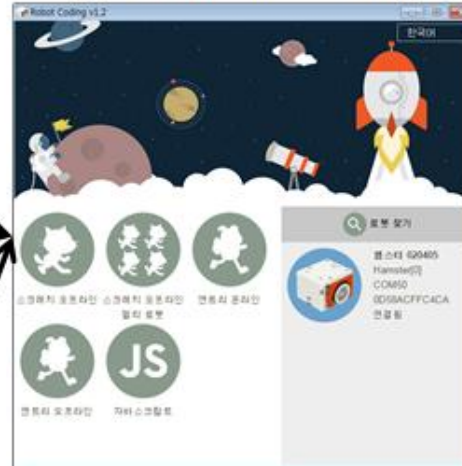 Robot Coding v1.2
한국어
스크래치 오프라인
스크래치 오프라인
멀티 로봇
엔트리 온라인
엔트리 오프라인
JS
자바스크립트
로봇 찾기
햄스터 020405
Hamster[0]
COM50
0D58ACFFC4CA
연결됨